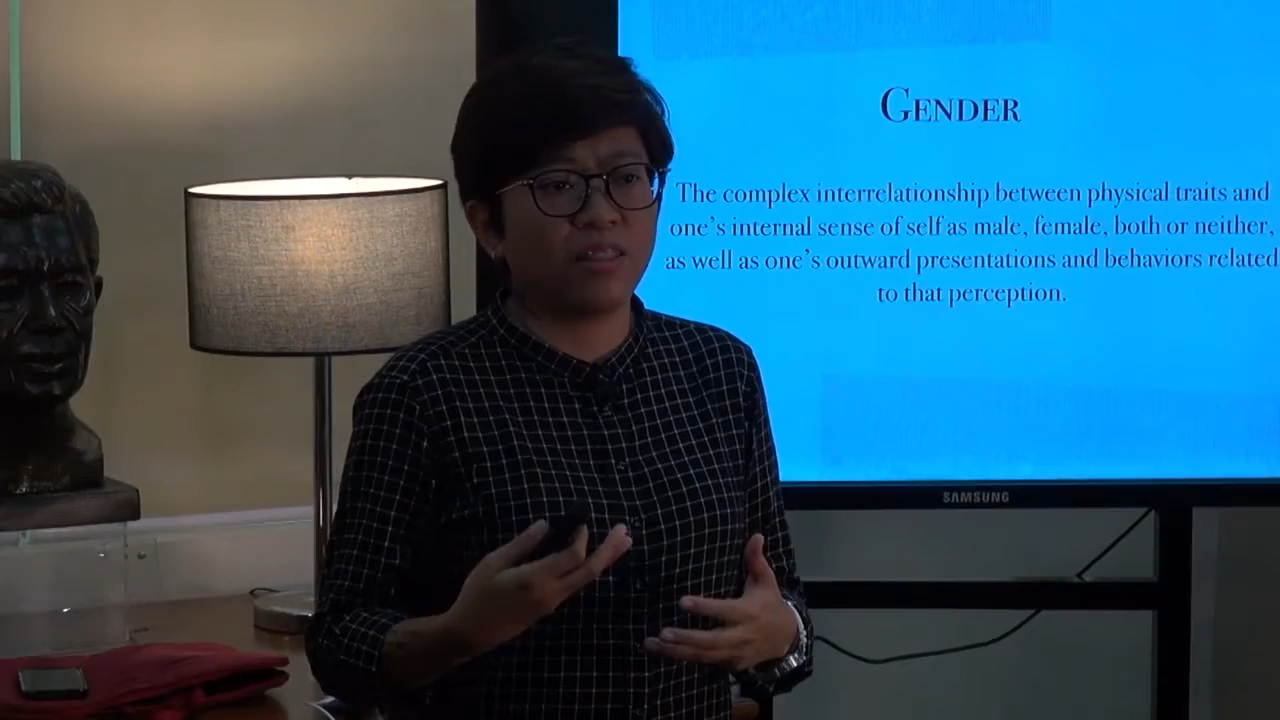 GENDER
The complex interrelationship between physical traits and
one's internal sense of self as male, female, both or neither,
as well as one's outward presentations and behaviors related
to that perception.
SAMSUNG